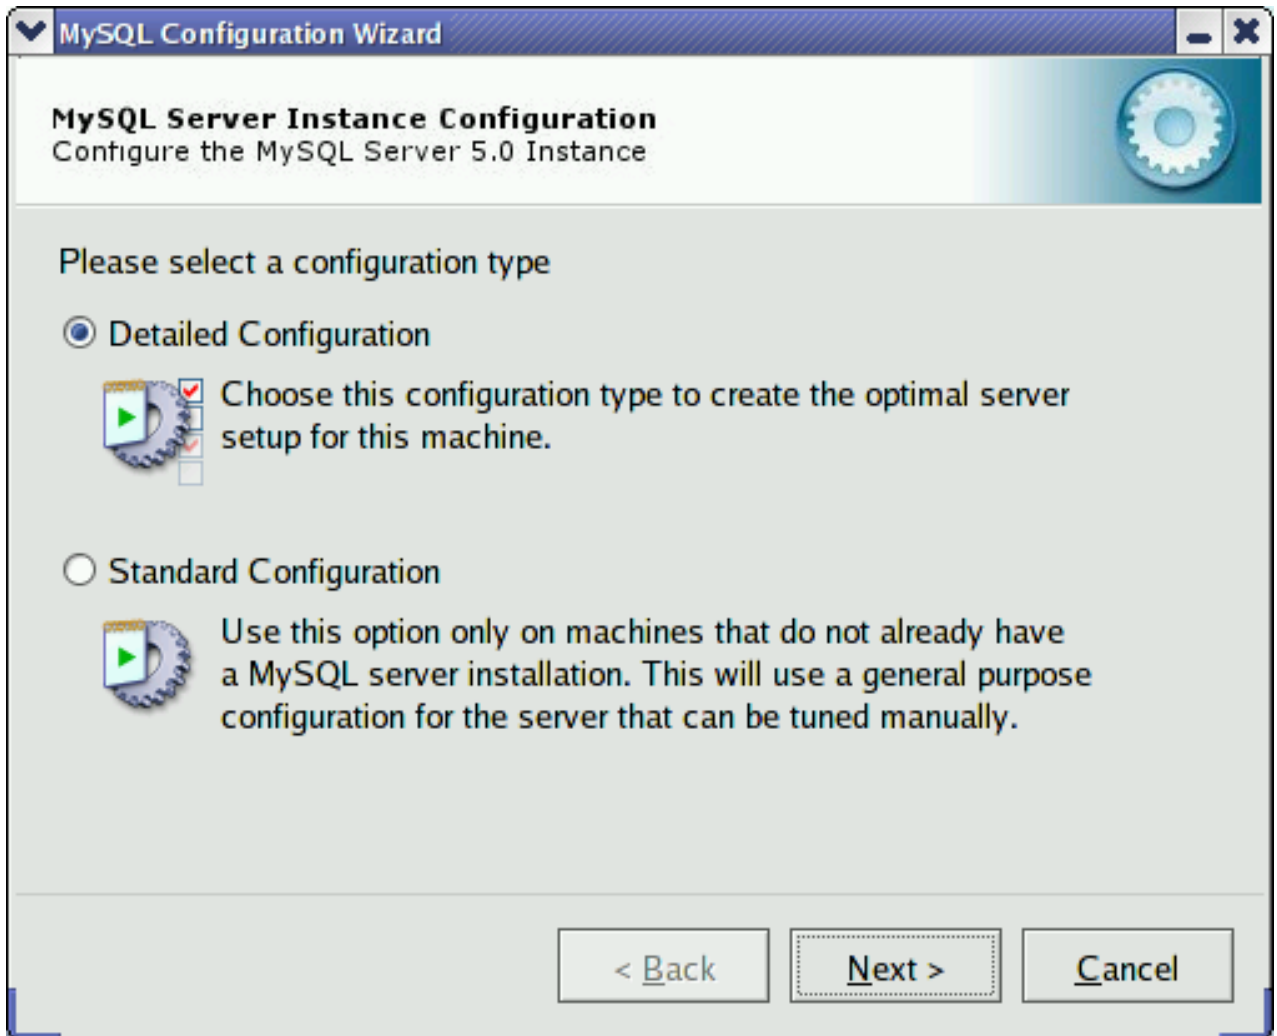 MySQL Configuration Wizard
MySQL Server Instance Configuration
Configure the MySQL Server 5.0 Instance
Please select a configuration type
Detailed Configuration
Choose this configuration type to create the optimal server
setup for this machine.
Standard Configuration
Use this option only on machines that do not already have
a MySQL server installation. This will use a general purpose
configuration for the server that can be tuned manually.
< Back
Next >
Cancel